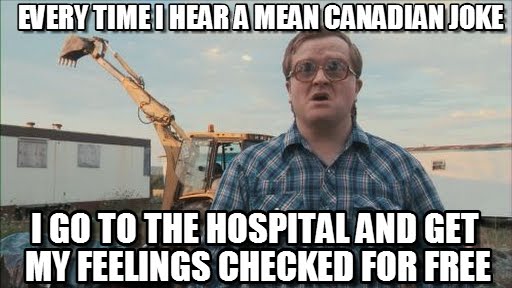 EVERY TIME I HEAR A MEAN CANADIAN JOKE
I GO TO THE HOSPITAL AND GET
MY FEELINGS CHECKED FOR FREE